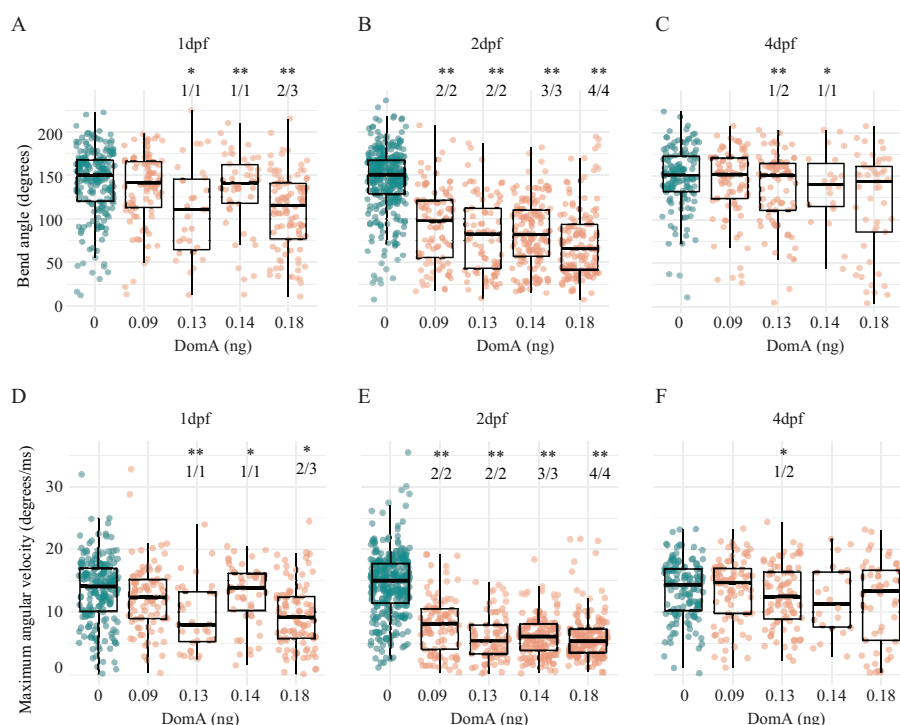 A
1dpf
* ** **
1/1 1/1 2/3
Bend angle (degrees)
200
150
100
50
0
0 0.09 0.13 0.14 0.18
DomA (ng)
B
2dpf
** ** ** **
2/2 2/2 3/3 4/4
0 0.09 0.13 0.14 0.18
DomA (ng)
C
4dpf
** *
1/2 1/1
0 0.09 0.13 0.14 0.18
DomA (ng)
D
1dpf
** * *
1/1 1/1 2/3
Maximum angular velocity (degrees/ms)
30
20
10
0
0 0.09 0.13 0.14 0.18
DomA (ng)
E
2dpf
** ** ** **
2/2 2/2 3/3 4/4
0 0.09 0.13 0.14 0.18
DomA (ng)
F
4dpf
*
1/2
0 0.09 0.13 0.14 0.18
DomA (ng)